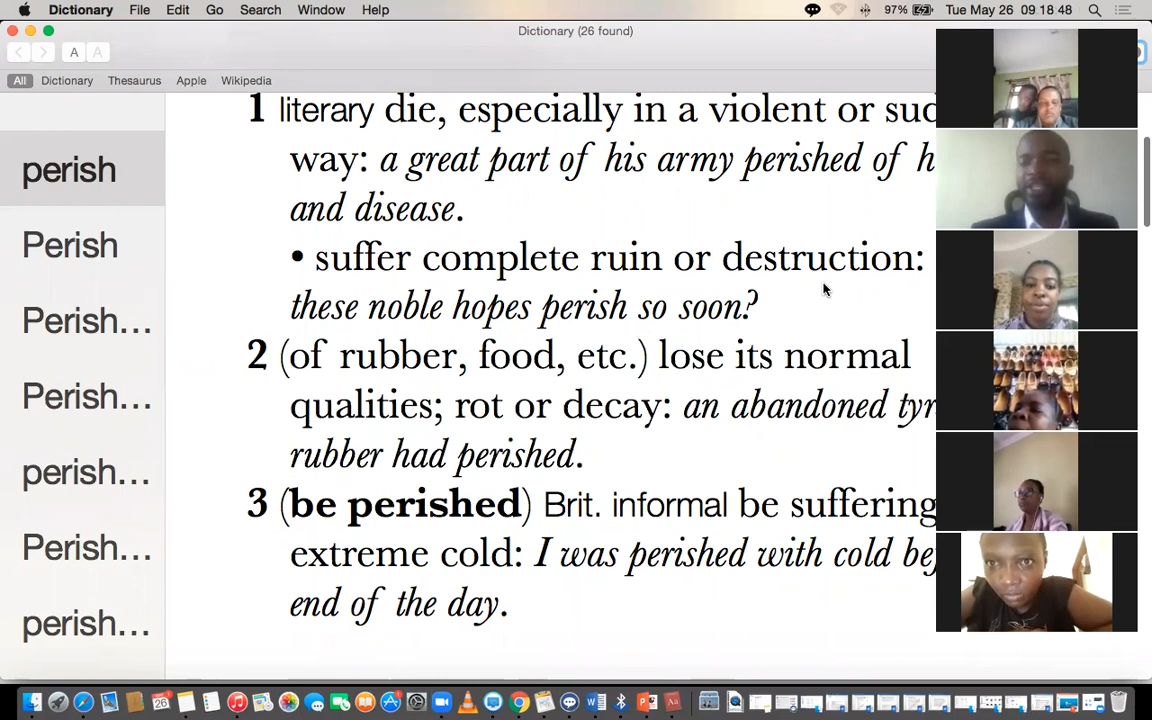 Dictionary File Edit Go Search Window Help 97% Tue May 26 09 18 48
Dictionary (26 found)
A A
All Dictionary Thesaurus Apple Wikipedia
perish
Perish
Perish…
Perish…
perish…
Perish…
perish…
1 literary die, especially in a violent or sud
way: a great part of his army perished of h
and disease.
• suffer complete ruin or destruction:
these noble hopes perish so soon?
2 (of rubber, food, etc.) lose its normal
qualities; rot or decay: an abandoned tyr
rubber had perished.
3 (be perished) Brit. informal be suffering
extreme cold: I was perished with cold bef
end of the day.
26